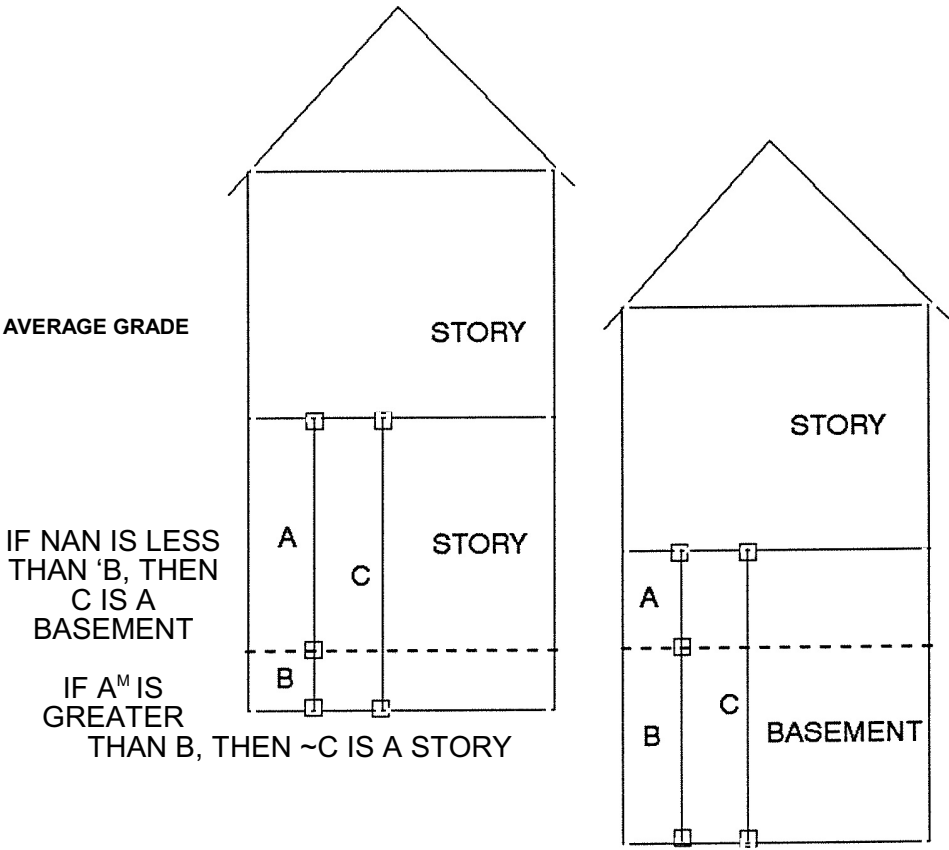 AVERAGE GRADE
STORY
STORY
IF NAN IS LESS
THAN ‘B, THEN
C IS A
BASEMENT
A
STORY
C
A
B
IF Aᴹ IS
GREATER
THAN B, THEN ~C IS A STORY
C
B
BASEMENT